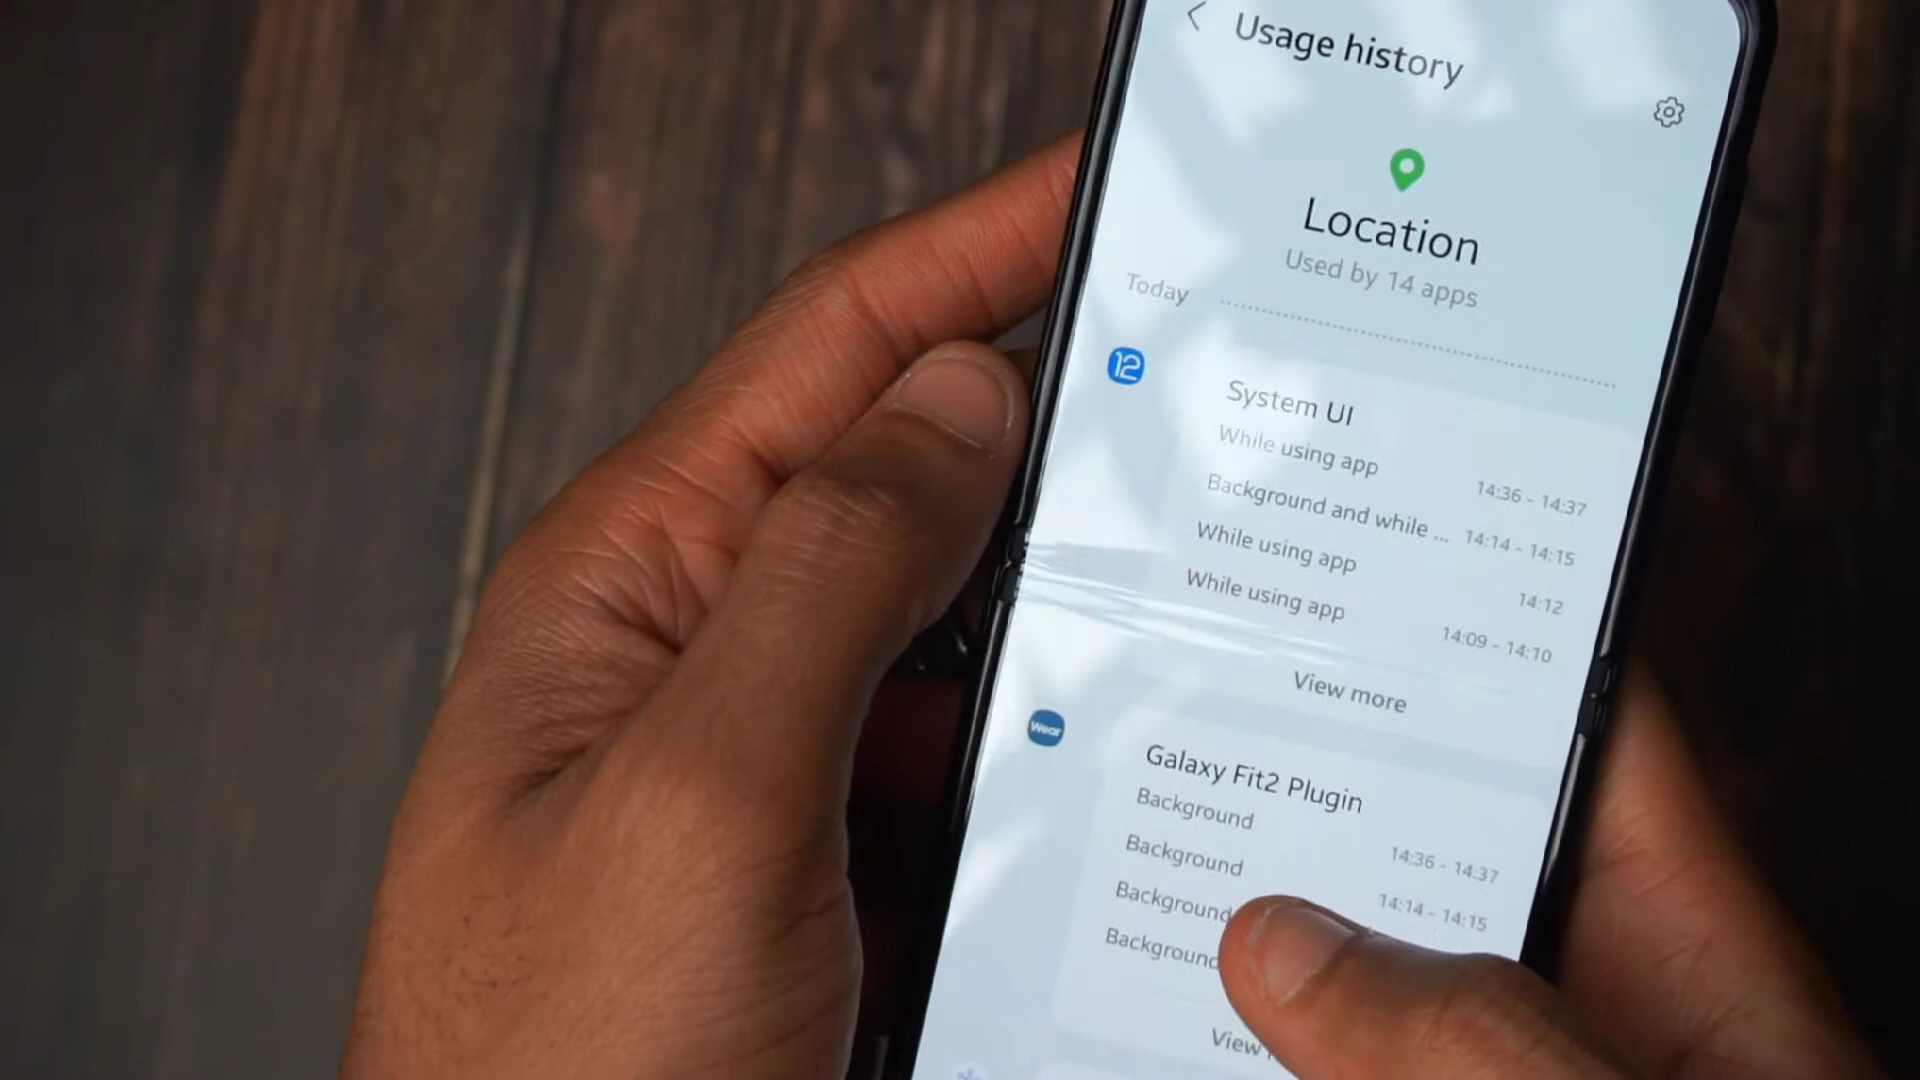 Usage history
Location
Used by 14 apps
Today
12
System UI
While using app 14:36 - 14:37
Background and while ... 14:14 - 14:15
While using app 14:12
While using app 14:09 - 14:10
View more
Wear
Galaxy Fit2 Plugin
Background 14:36 - 14:37
Background 14:14 - 14:15
Background
Background
View